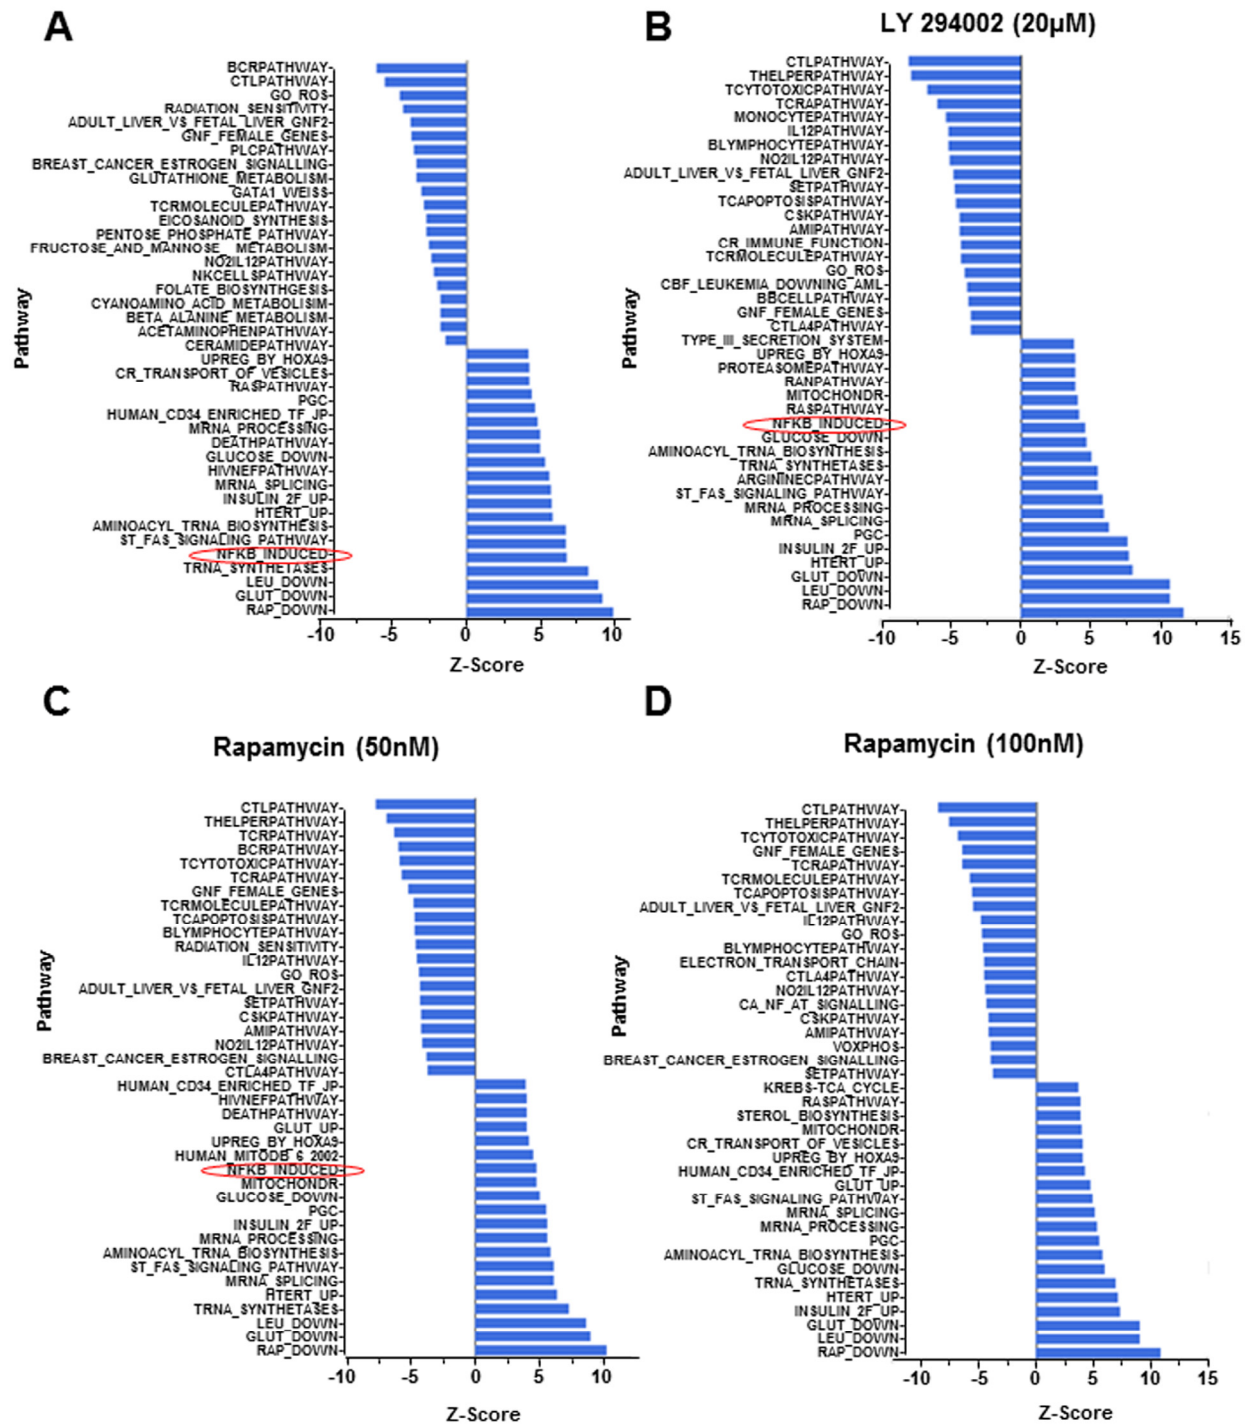 A
BCRPATHWAY
CTLPATHWAY
GO_ROS
RADIATION_SENSITIVITY
ADULT_LIVER_VS_FETAL_LIVER_GNF2
GNF_FEMALE_GENES
PLCPATHWAY
BREAST_CANCER_ESTROGEN_SIGNALLING
GLUTATHIONE_METABOLISM
GATA1_WEISS
TCRMOLECULEPATHWAY
EICOSANOID_SYNTHESIS
PENTOSE_PHOSPHATE_PATHWAY
FRUCTOSE_AND_MANNOSE_METABOLISM
NO2IL12PATHWAY
NKCELLSPATHWAY
FOLATE_BIOSYNTHGESIS
CYANOAMINO_ACID_METABOLISIM
BETA_ALANINE_METABOLISM
ACETAMINOPHENPATHWAY
CERAMIDEPATHWAY
UPREG_BY_HOXA9
CR_TRANSPORT_OF_VESICLES
RASPATHWAY
PGC
HUMAN_CD34_ENRICHED_TF_JP
MRNA_PROCESSING
DEATHPATHWAY
GLUCOSE_DOWN
HIVNEFPATHWAY
MRNA_SPLICING
INSULIN_2F_UP
HTERT_UP
AMINOACYL_TRNA_BIOSYNTHESIS
ST_FAS_SIGNALING_PATHWAY
NFKB_INDUCED
TRNA_SYNTHETASES
LEU_DOWN
GLUT_DOWN
RAP_DOWN
Pathway
-10 -5 0 5 10
Z-Score
B
LY 294002 (20µM)
CTLPATHWAY
THELPERPATHWAY
TCYTOTOXICPATHWAY
TCRAPATHWAY
MONOCYTEPATHWAY
IL12PATHWAY
BLYMPHOCYTEPATHWAY
NO2IL12PATHWAY
ADULT_LIVER_VS_FETAL_LIVER_GNF2
SETPATHWAY
TCAPOPTOSISPATHWAY
CSKPATHWAY
AMIPATHWAY
CR_IMMUNE_FUNCTION
TCRMOLECULEPATHWAY
GO_ROS
CBF_LEUKEMIA_DOWNING_AML
BBCELLPATHWAY
GNF_FEMALE_GENES
CTLA4PATHWAY
TYPE_III_SECRETION_SYSTEM
UPREG_BY_HOXA9
PROTEASOMEPATHWAY
RANPATHWAY
MITOCHONDR
RASPATHWAY
NFKB_INDUCED
GLUCOSE_DOWN
AMINOACYL_TRNA_BIOSYNTHESIS
TRNA_SYNTHETASES
ARGININECPATHWAY
ST_FAS_SIGNALING_PATHWAY
MRNA_PROCESSING
MRNA_SPLICING
PGC
INSULIN_2F_UP
HTERT_UP
GLUT_DOWN
LEU_DOWN
RAP_DOWN
Pathway
-10 -5 0 5 10 15
Z-Score
C
Rapamycin (50nM)
CTLPATHWAY
THELPERPATHWAY
TCRPATHWAY
BCRPATHWAY
TCYTOTOXICPATHWAY
TCRAPATHWAY
GNF_FEMALE_GENES
TCRMOLECULEPATHWAY
TCAPOPTOSISPATHWAY
BLYMPHOCYTEPATHWAY
RADIATION_SENSITIVITY
IL12PATHWAY
GO_ROS
ADULT_LIVER_VS_FETAL_LIVER_GNF2
SETPATHWAY
CSKPATHWAY
AMIPATHWAY
NO2IL12PATHWAY
BREAST_CANCER_ESTROGEN_SIGNALLING
CTLA4PATHWAY
HUMAN_CD34_ENRICHED_TF_JP
HIVNEFPATHWAY
DEATHPATHWAY
GLUT_UP
UPREG_BY_HOXA9
HUMAN_MITODB_6_2002
NFKB_INDUCED
MITOCHONDR
GLUCOSE_DOWN
PGC
INSULIN_2F_UP
MRNA_PROCESSING
AMINOACYL_TRNA_BIOSYNTHESIS
ST_FAS_SIGNALING_PATHWAY
MRNA_SPLICING
HTERT_UP
TRNA_SYNTHETASES
LEU_DOWN
GLUT_DOWN
RAP_DOWN
Pathway
-10 -5 0 5 10
Z-Score
D
Rapamycin (100nM)
CTLPATHWAY
THELPERPATHWAY
TCYTOTOXICPATHWAY
GNF_FEMALE_GENES
TCRAPATHWAY
TCRMOLECULEPATHWAY
TCAPOPTOSISPATHWAY
ADULT_LIVER_VS_FETAL_LIVER_GNF2
IL12PATHWAY
GO_ROS
BLYMPHOCYTEPATHWAY
ELECTRON_TRANSPORT_CHAIN
CTLA4PATHWAY
NO2IL12PATHWAY
CA_NF_AT_SIGNALLING
CSKPATHWAY
AMIPATHWAY
VOXPHOS
BREAST_CANCER_ESTROGEN_SIGNALLING
SETPATHWAY
KREBS-TCA_CYCLE
RASPATHWAY
STEROL_BIOSYNTHESIS
MITOCHONDR
CR_TRANSPORT_OF_VESICLES
UPREG_BY_HOXA9
HUMAN_CD34_ENRICHED_TF_JP
GLUT_UP
ST_FAS_SIGNALING_PATHWAY
MRNA_SPLICING
MRNA_PROCESSING
PGC
AMINOACYL_TRNA_BIOSYNTHESIS
GLUCOSE_DOWN
TRNA_SYNTHETASES
HTERT_UP
INSULIN_2F_UP
GLUT_DOWN
LEU_DOWN
RAP_DOWN
Pathway
-10 -5 0 5 10 15
Z-Score